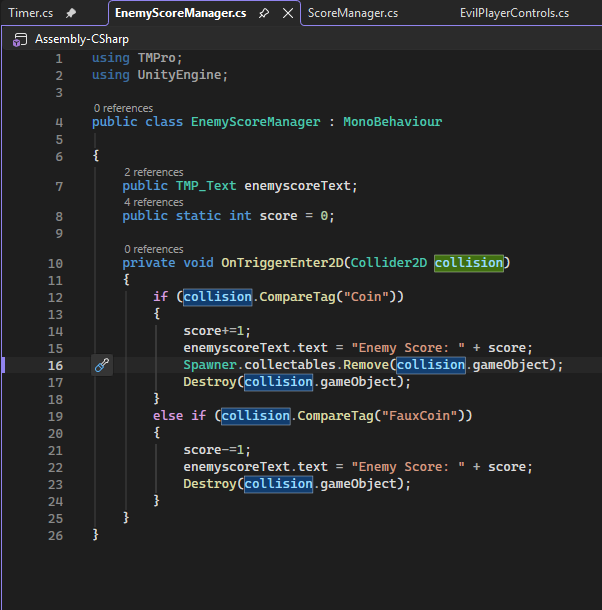 Timer.cs EnemyScoreManager.cs ScoreManager.cs EvilPlayerControls.cs
Assembly-CSharp
1 using TMPro;
2 using UnityEngine;
3
0 references
4 public class EnemyScoreManager : MonoBehaviour
5
6 {
2 references
7 public TMP_Text enemyscoreText;
4 references
8 public static int score = 0;
9
0 references
10 private void OnTriggerEnter2D(Collider2D collision)
11 {
12 if (collision.CompareTag("Coin"))
13 {
14 score+=1;
15 enemyscoreText.text = "Enemy Score: " + score;
16 Spawner.collectables.Remove(collision.gameObject);
17 Destroy(collision.gameObject);
18 }
19 else if (collision.CompareTag("FauxCoin"))
20 {
21 score-=1;
22 enemyscoreText.text = "Enemy Score: " + score;
23 Destroy(collision.gameObject);
24 }
25 }
26 }